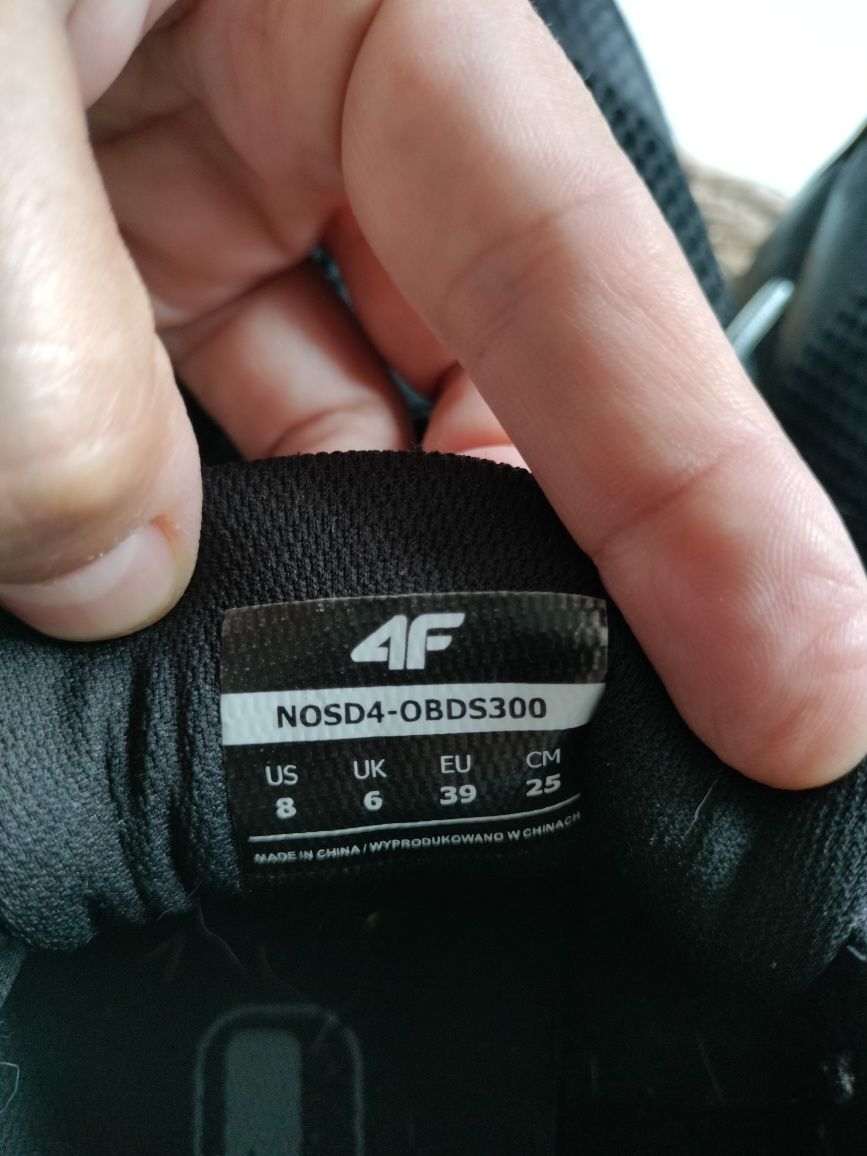 4F
NOSD4-OBDS300
US UK EU CM
8 6 39 25
MADE IN CHINA / WYPRODUKOWANO W CHINACH